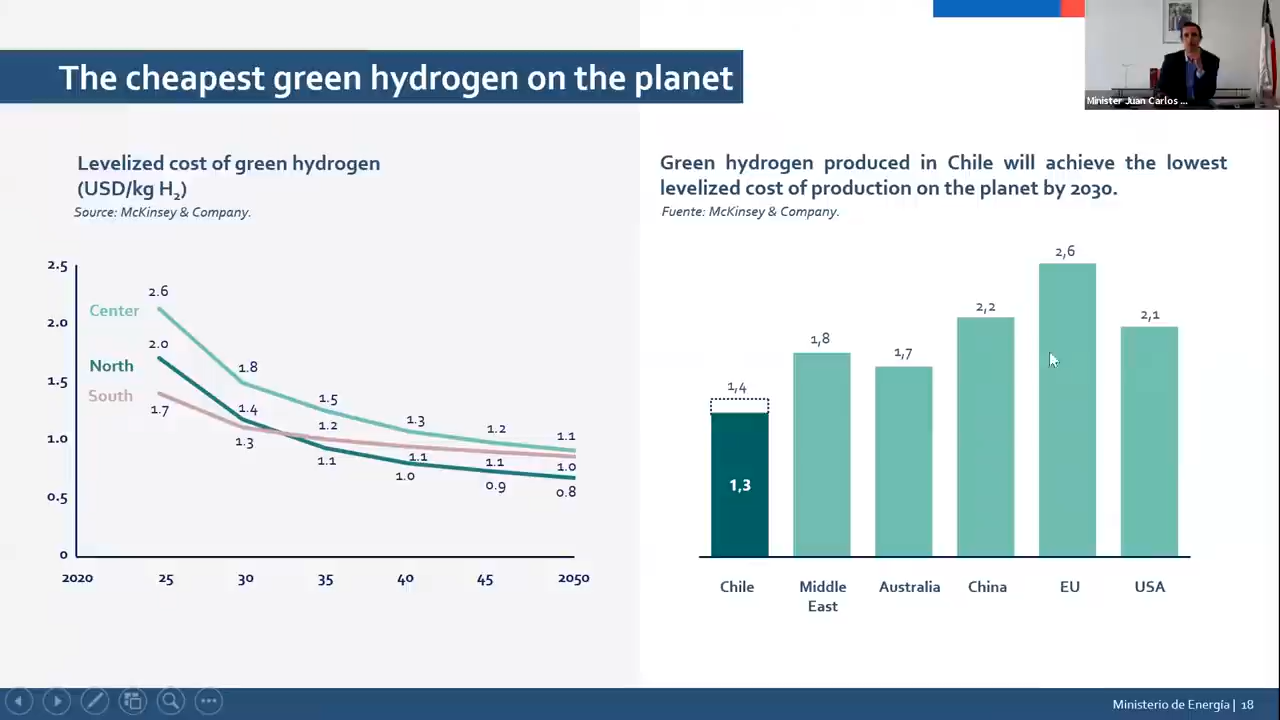 Minister Juan Carlos ...
The cheapest green hydrogen on the planet
Levelized cost of green hydrogen
(USD/kg H₂)
Source: McKinsey & Company.
2.5
2.0
1.5
1.0
0.5
0
Center
North
South
2.6
2.0
1.7
1.8
1.4
1.3
1.5
1.2
1.1
1.3
1.1
1.0
1.2
1.1
0.9
1.1
1.0
0.8
2020 25 30 35 40 45 2050
Green hydrogen produced in Chile will achieve the lowest
levelized cost of production on the planet by 2030.
Fuente: McKinsey & Company.
1,4
1,3
1,8
1,7
2,2
2,6
2,1
Chile
Middle
East
Australia
China
EU
USA
Ministerio de Energía | 18